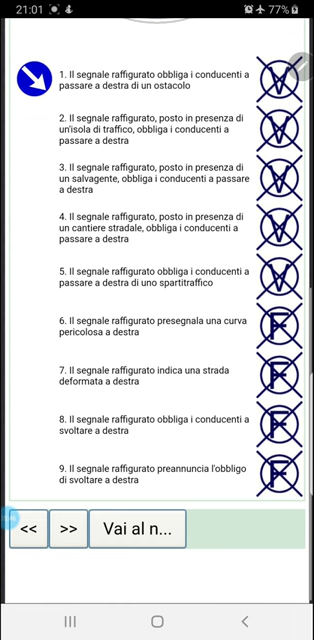 21:01
77%
1. Il segnale raffigurato obbliga i conducenti a
passare a destra di un ostacolo
V
2. Il segnale raffigurato, posto in presenza di
un'isola di traffico, obbliga i conducenti a
passare a destra
V
3. Il segnale raffigurato, posto in presenza di
un salvagente, obbliga i conducenti a passare
a destra
V
4. Il segnale raffigurato, posto in presenza di
un cantiere stradale, obbliga i conducenti a
passare a destra
V
5. Il segnale raffigurato obbliga i conducenti a
passare a destra di uno spartitraffico
V
6. Il segnale raffigurato presegnala una curva
pericolosa a destra
F
7. Il segnale raffigurato indica una strada
deformata a destra
F
8. Il segnale raffigurato obbliga i conducenti a
svoltare a destra
F
9. Il segnale raffigurato preannuncia l'obbligo
di svoltare a destra
F
<< >> Vai al n...